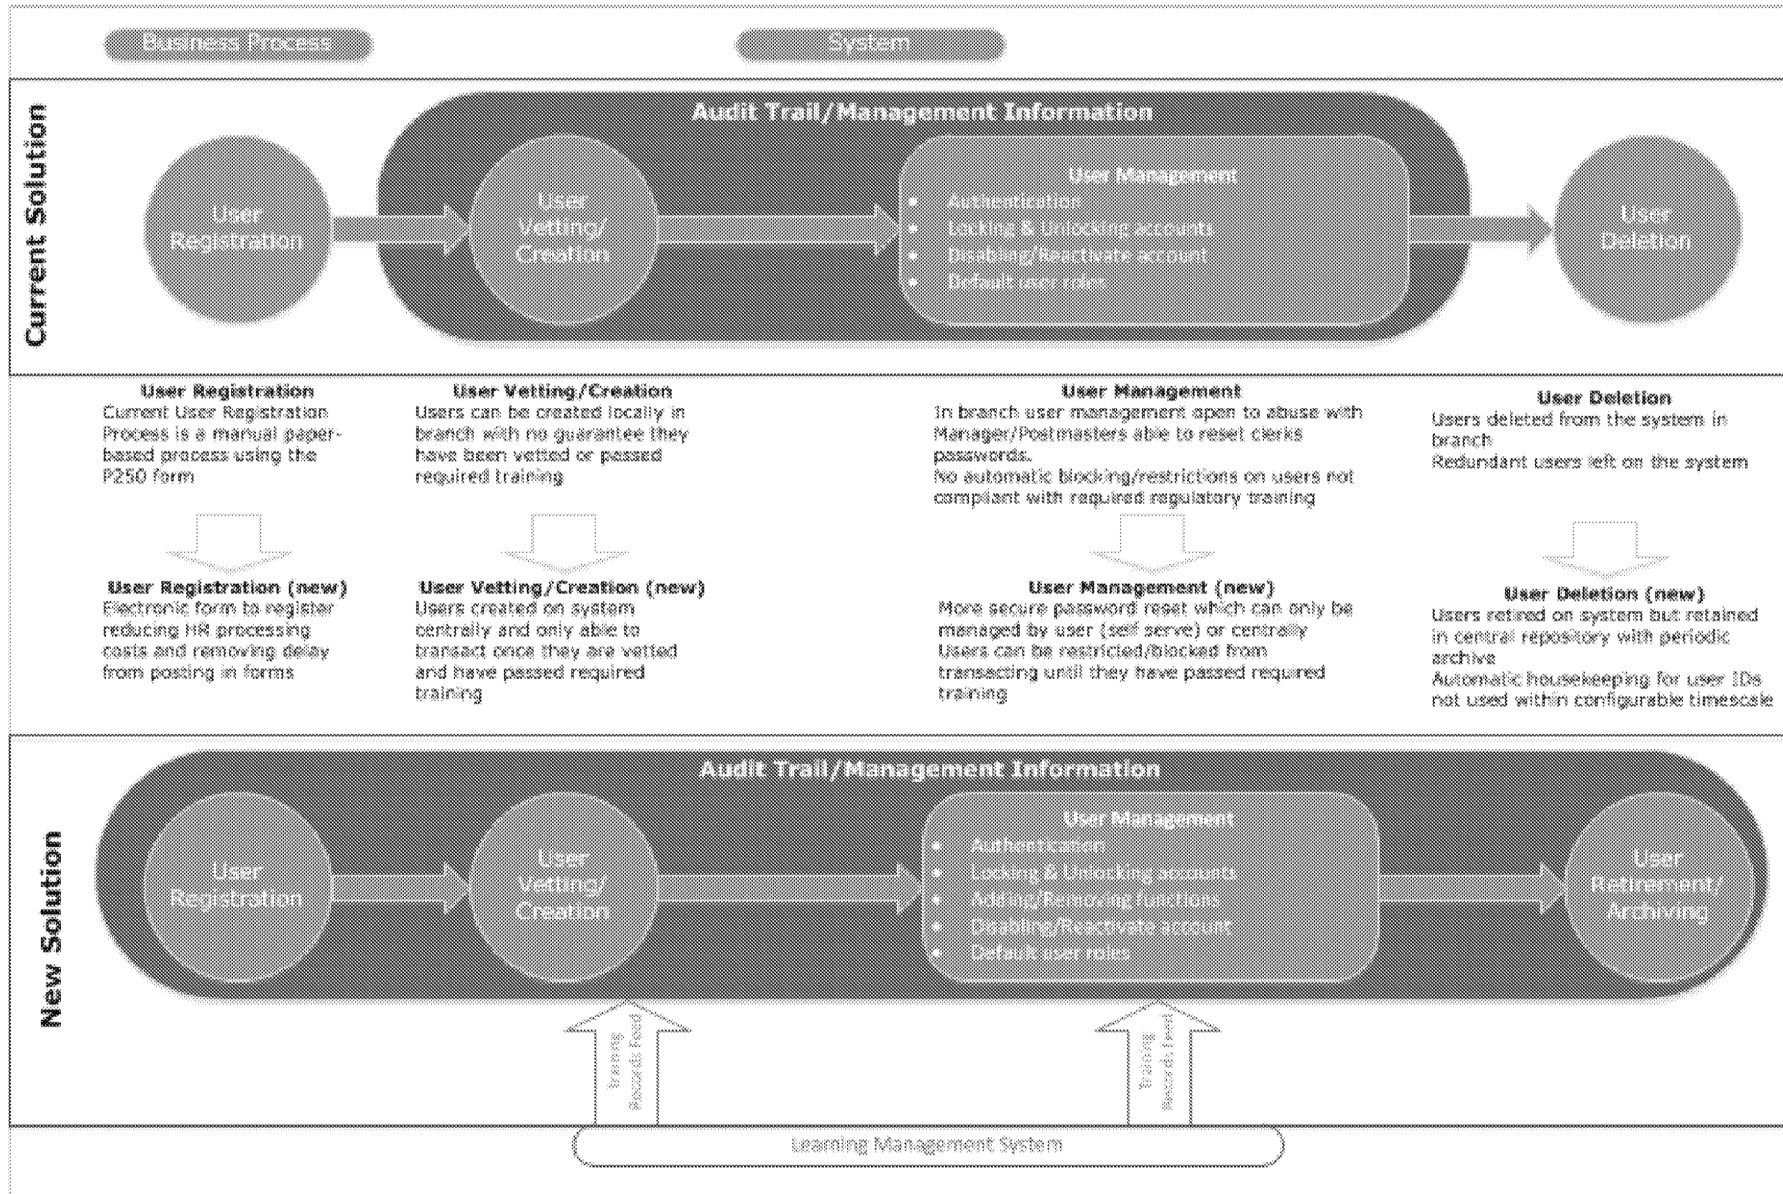 Business Process
System
Current Solution
Audit Trail/Management Information
User
Registration
User
Vetting/
Creation
User Management
• Authentication
• Locking & Unlocking accounts
• Disabling/Reactivate account
• Default user roles
User
Deletion
User Registration
Current User Registration
Process is a manual paper-
based process using the
P250 form
User Vetting/Creation
Users can be created locally in
branch with no guarantee they
have been vetted or passed
required training
User Management
In branch user management open to abuse with
Manager/Postmasters able to reset clerks
passwords.
No automatic blocking/restrictions on users not
compliant with required regulatory training
User Deletion
Users deleted from the system in
branch
Redundant users left on the system
User Registration (new)
Electronic form to register
reducing HR processing
costs and removing delay
from posting in forms
User Vetting/Creation (new)
Users created on system
centrally and only able to
transact once they are vetted
and have passed required
training
User Management (new)
More secure password reset which can only be
managed by user (self serve) or centrally
Users can be restricted/blocked from
transacting until they have passed required
training
User Deletion (new)
Users retired on system but retained
in central repository with periodic
archive
Automatic housekeeping for user IDs
not used within configurable timescale
New Solution
Audit Trail/Management Information
User
Registration
User
Vetting/
Creation
User Management
• Authentication
• Locking & Unlocking accounts
• Adding/Removing functions
• Disabling/Reactivate account
• Default user roles
User
Retirement/
Archiving
Training
Records Feed
Training
Records Feed
Learning Management System